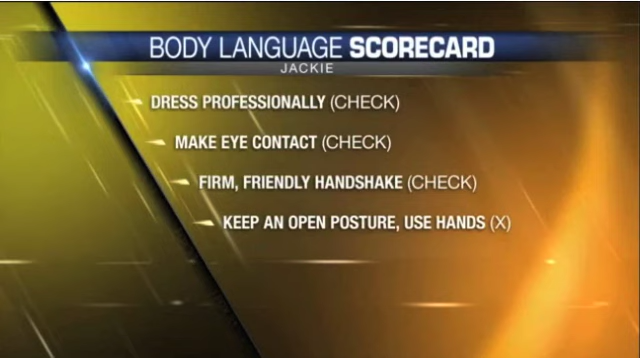 BODY LANGUAGE SCORECARD
JACKIE
DRESS PROFESSIONALLY (CHECK)
MAKE EYE CONTACT (CHECK)
FIRM, FRIENDLY HANDSHAKE (CHECK)
KEEP AN OPEN POSTURE, USE HANDS (X)